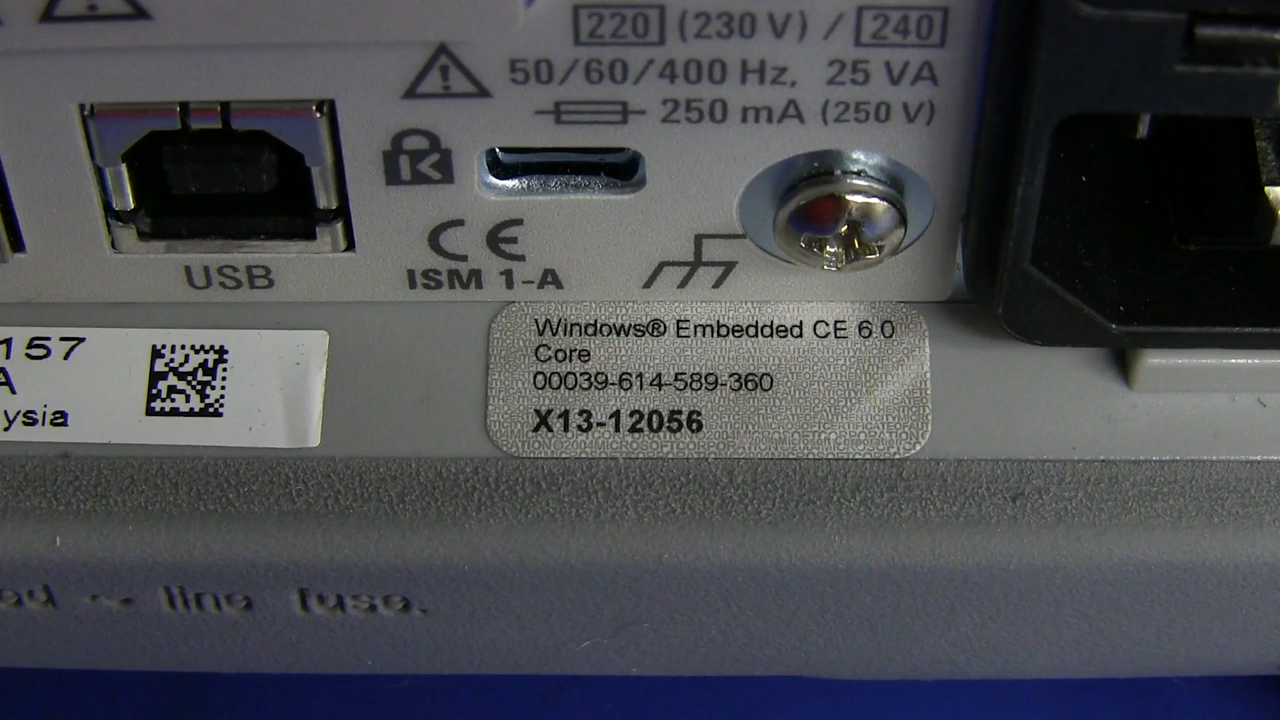 220 (230 V) / 240
50/60/400 Hz, 25 VA
250 mA (250 V)
K
USB
CE
ISM 1-A
157
A
ysia
Windows® Embedded CE 6.0
Core
00039-614-589-360
X13-12056
ed ~ line fuse.